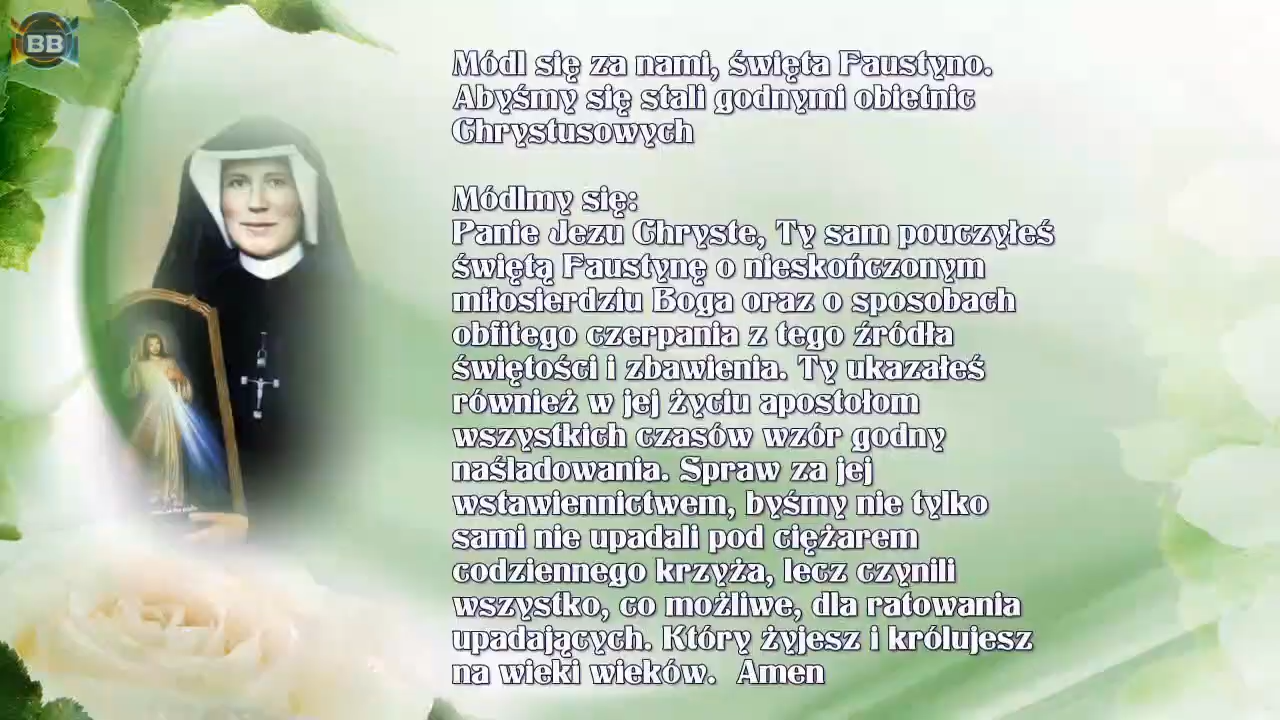 BB
Módl się za nami, święta Faustyno.
Abyśmy się stali godnymi obietnic
Chrystusowych
Módlmy się:
Panie Jezu Chryste, Ty sam pouczyłeś
świętą Faustynę o nieskończonym
miłosierdziu Boga oraz o sposobach
obfitego czerpania z tego źródła
świętości i zbawienia. Ty ukazałeś
również w jej życiu apostołom
wszystkich czasów wzór godny
naśladowania. Spraw za jej
wstawiennictwem, byśmy nie tylko
sami nie upadali pod ciężarem
codziennego krzyża, lecz czynili
wszystko, co możliwe, dla ratowania
upadających. Który żyjesz i królujesz
na wieki wieków. Amen